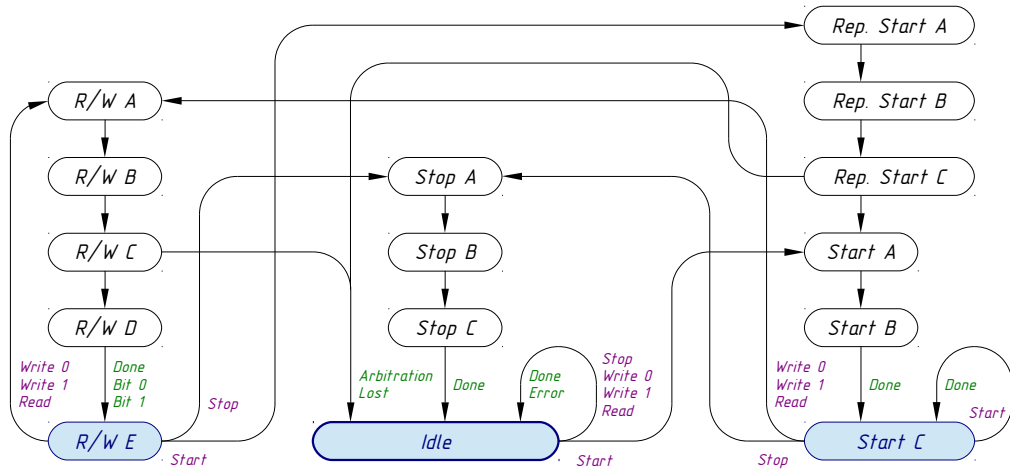 Rep. Start A
R/W A
Rep. Start B
R/W B
Stop A
Rep. Start C
R/W C
Stop B
Start A
R/W D
Stop C
Start B
Write 0
Write 1
Read
Done
Bit 0
Bit 1
Stop
Arbitration
Lost
Done
Done
Error
Stop
Write 0
Write 1
Read
Write 0
Write 1
Read
Done
Done
Start
R/W E
Start
Idle
Start
Stop
Start C